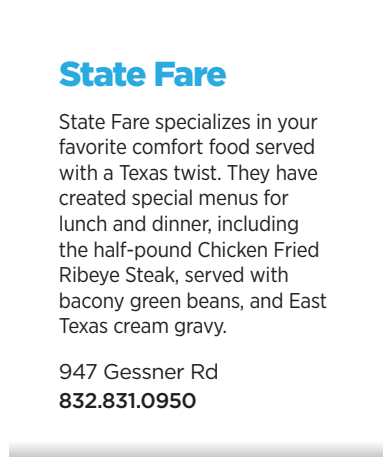 State Fare
State Fare specializes in your
favorite comfort food served
with a Texas twist. They have
created special menus for
lunch and dinner, including
the half-pound Chicken Fried
Ribeye Steak, served with
bacony green beans, and East
Texas cream gravy.
947 Gessner Rd
832.831.0950